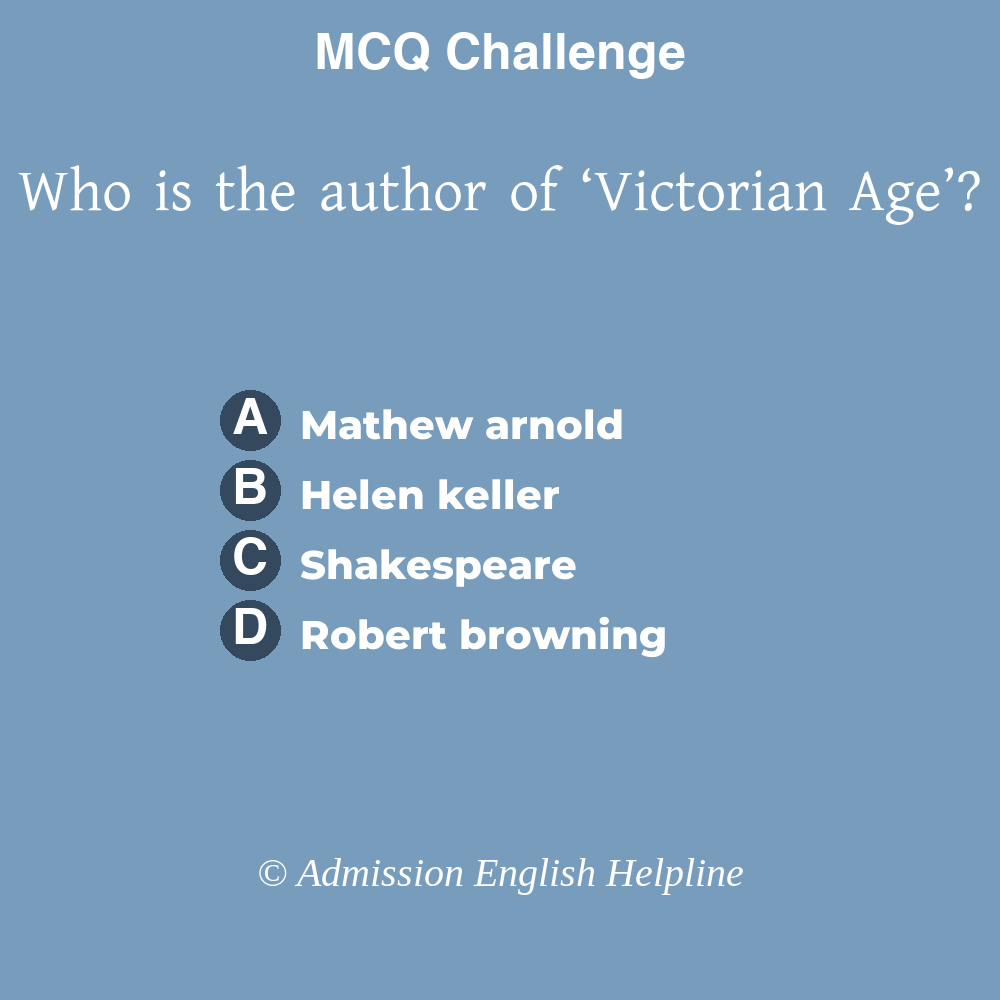 MCQ Challenge
Who is the author of ‘Victorian Age’?
A Mathew arnold
B Helen keller
C Shakespeare
D Robert browning
© Admission English Helpline